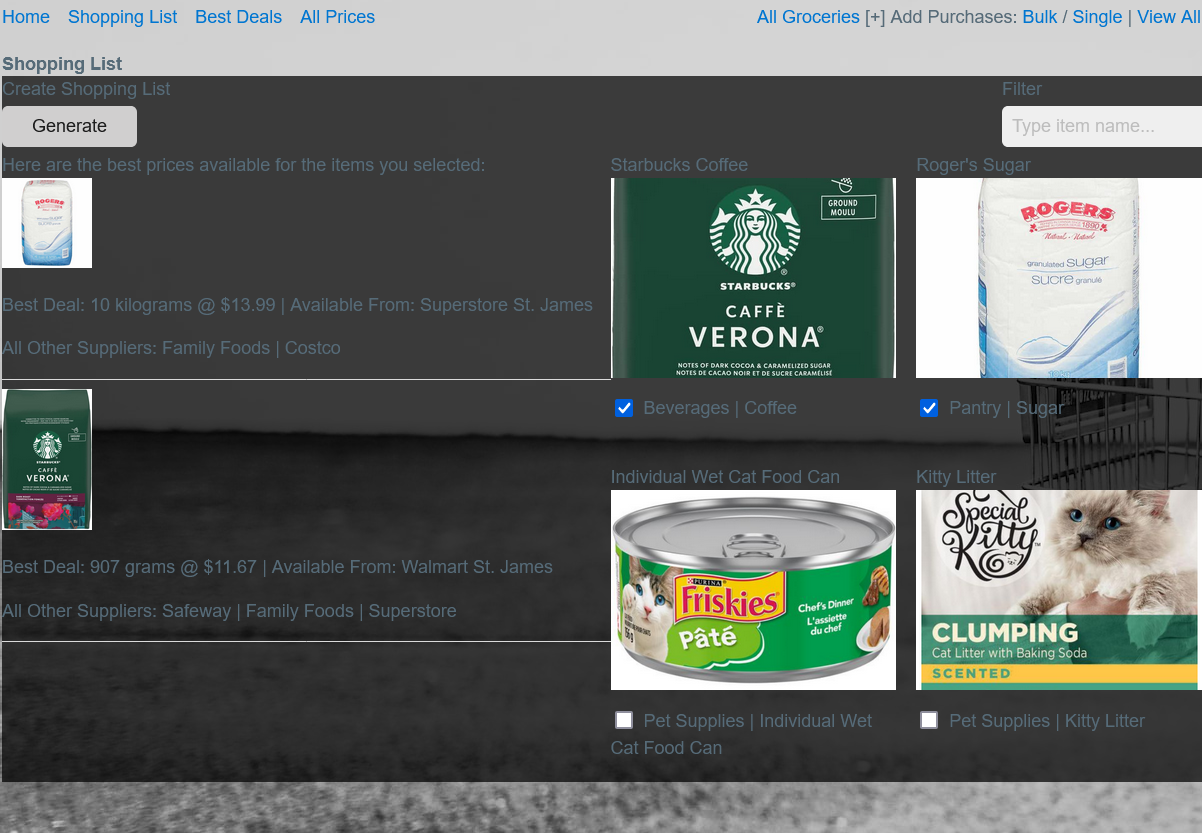 Home Shopping List Best Deals All Prices All Groceries [+] Add Purchases: Bulk / Single | View All
Shopping List
Create Shopping List
Filter
Generate
Type item name...
Here are the best prices available for the items you selected:
ROGERS
Best Deal: 10 kilograms @ $13.99 | Available From: Superstore St. James
All Other Suppliers: Family Foods | Costco
CAFFÈ
VERONA
Best Deal: 907 grams @ $11.67 | Available From: Walmart St. James
All Other Suppliers: Safeway | Family Foods | Superstore
Starbucks Coffee
GROUND
MOULU
STARBUCKS®
CAFFÈ
VERONA®
NOTES OF DARK COCOA & CARAMELIZED SUGAR
NOTES DE CACAO NOIR ET DE SUCRE CARAMÉLISÉ
Beverages | Coffee
Roger's Sugar
ROGERS
1890
Natural • Naturel
granulated sugar
sucre granulé
Pantry | Sugar
Individual Wet Cat Food Can
PURINA
Friskies
Pâté
Chef's Dinner
L'assiette
du chef
156 g
Pet Supplies | Individual Wet
Cat Food Can
Kitty Litter
Special
Kitty™
CLUMPING
Cat Litter with Baking Soda
SCENTED
Pet Supplies | Kitty Litter